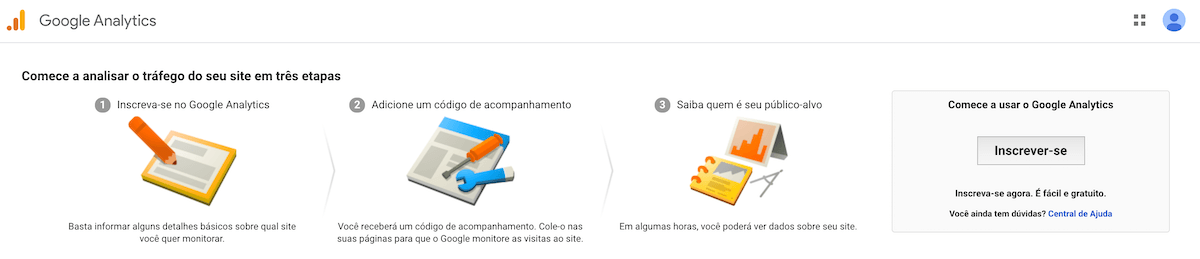 Google Analytics
Comece a analisar o tráfego do seu site em três etapas
1 Inscreva-se no Google Analytics
Basta informar alguns detalhes básicos sobre qual site
você quer monitorar.
2 Adicione um código de acompanhamento
Você receberá um código de acompanhamento. Cole-o nas
suas páginas para que o Google monitore as visitas ao site.
3 Saiba quem é seu público-alvo
Em algumas horas, você poderá ver dados sobre seu site.
Comece a usar o Google Analytics
Inscrever-se
Inscreva-se agora. É fácil e gratuito.
Você ainda tem dúvidas? Central de Ajuda